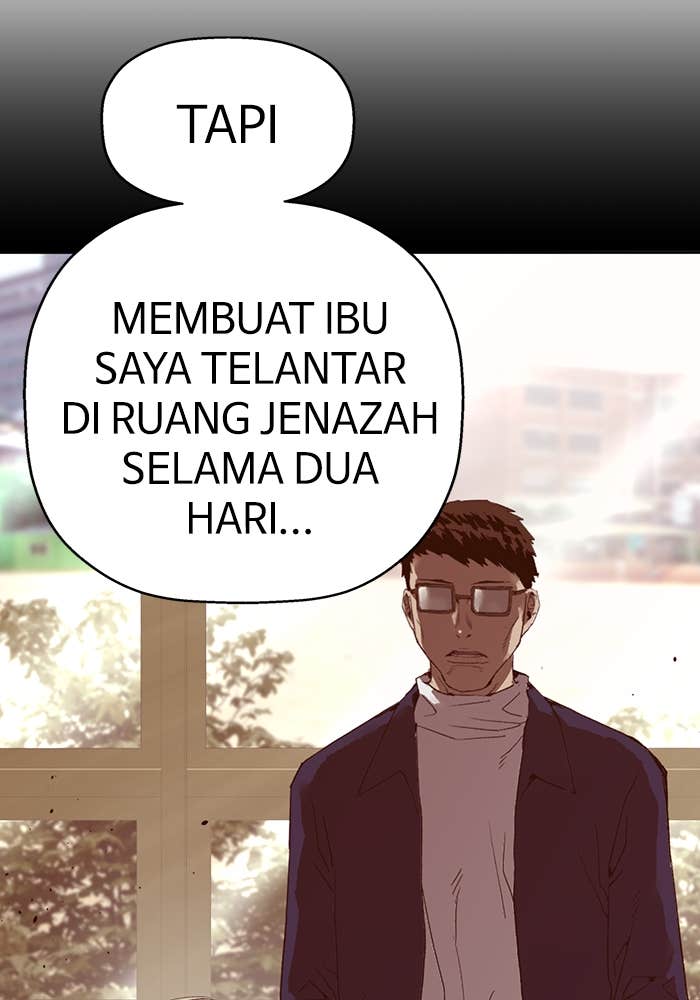 TAPI
MEMBUAT IBU
SAYA TELANTAR
DI RUANG JENAZAH
SELAMA DUA
HARI...